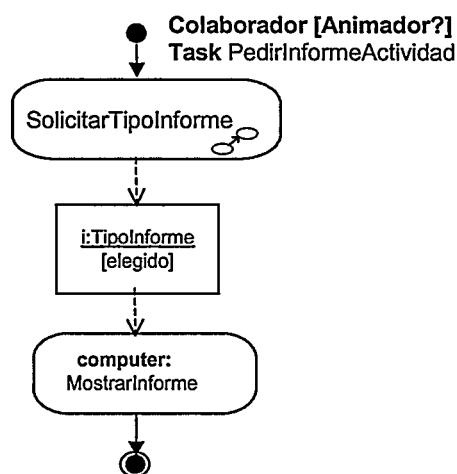 Colaborador [Animador?]
Task PedirInformeActividad
SolicitarTipoInforme
i:TipoInforme
[elegido]
computer:
MostrarInforme